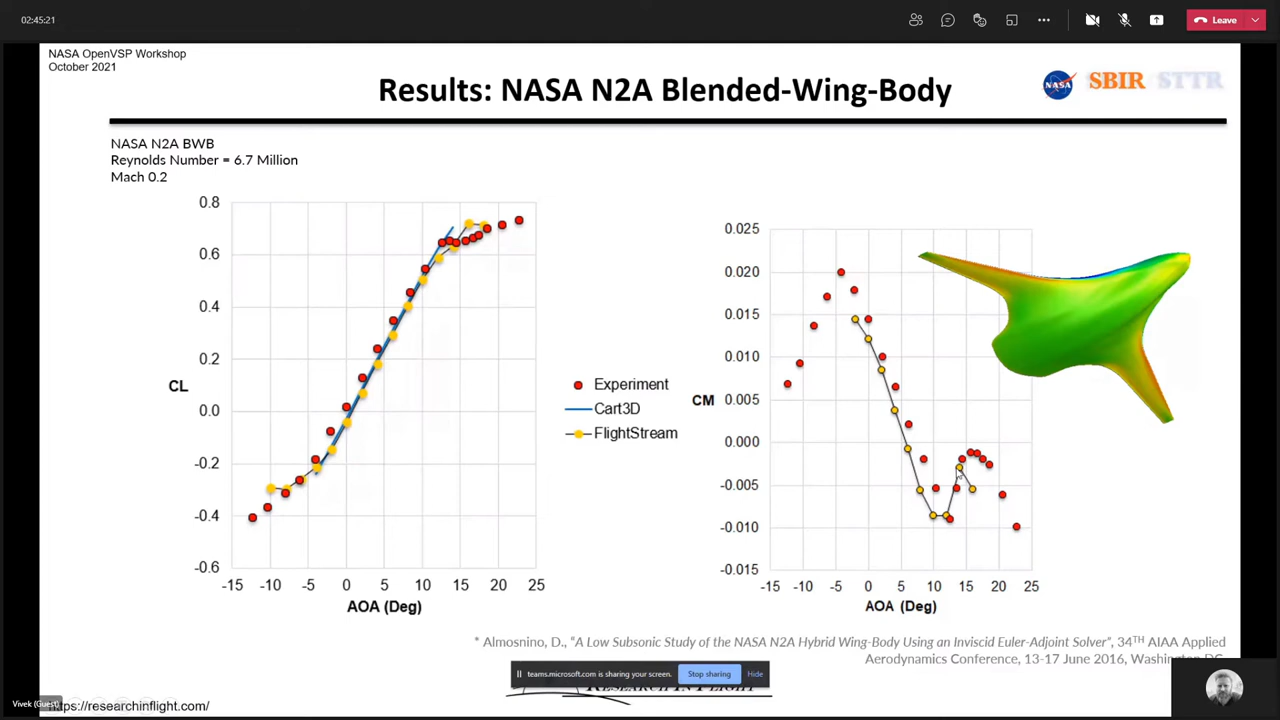 02:45:21
Leave
NASA OpenVSP Workshop
October 2021
Results: NASA N2A Blended-Wing-Body
NASA
SBIR STTR
NASA N2A BWB
Reynolds Number = 6.7 Million
Mach 0.2
0.8
0.6
0.4
0.2
0.0
-0.2
-0.4
-0.6
CL
-15 -10 -5 0 5 10 15 20 25
AOA (Deg)
Experiment
Cart3D
FlightStream
0.025
0.020
0.015
0.010
0.005
0.000
-0.005
-0.010
-0.015
CM
-15 -10 -5 0 5 10 15 20 25
AOA (Deg)
* Almosnino, D., “A Low Subsonic Study of the NASA N2A Hybrid Wing-Body Using an Inviscid Euler-Adjoint Solver”, 34TH AIAA Applied
Aerodynamics Conference, 13-17 June 2016,
teams.microsoft.com is sharing your screen. Stop sharing Hide
Research In Flight
Vivek (Guest)
https://researchinflight.com/